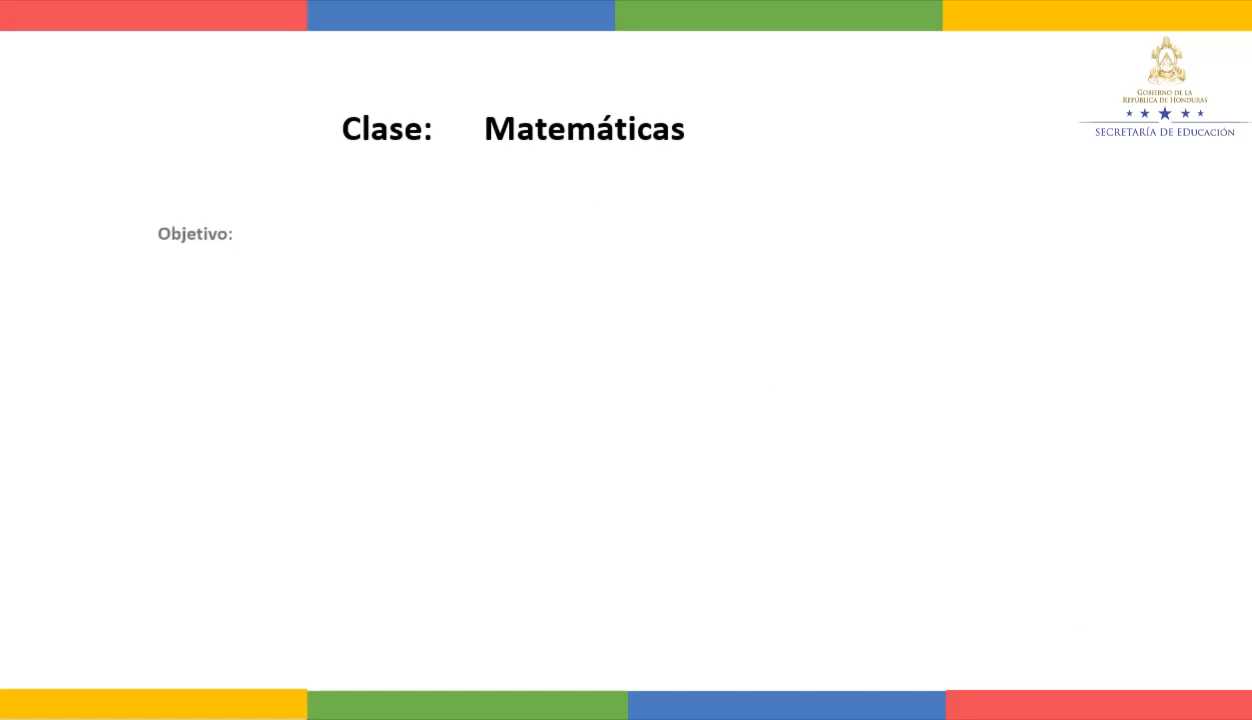 GOBIERNO DE LA
REPÚBLICA DE HONDURAS
SECRETARÍA DE EDUCACIÓN
Clase: Matemáticas
Objetivo: